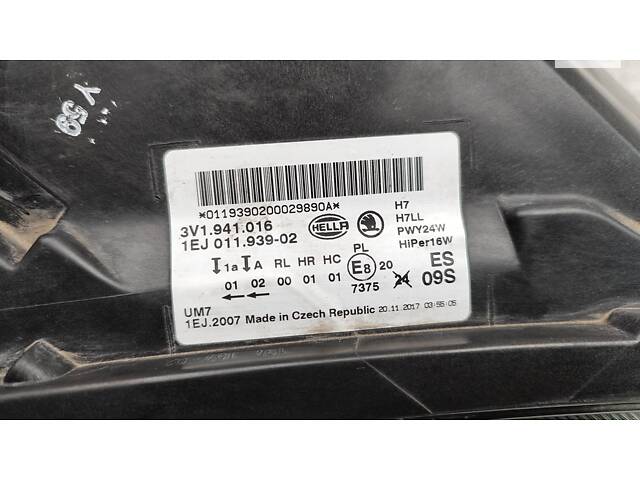 Y 59
*0119390200029890A*
3V1.941.016
1EJ 011.939-02
HELLA
H7
H7LL
PWY24W
HiPer16W
1a A RL HR HC PL
01 02 00 01 01
E8 20
7375 24
ES
09S
UM7
1EJ.2007 Made in Czech Republic 20.11.2017 03:55:05